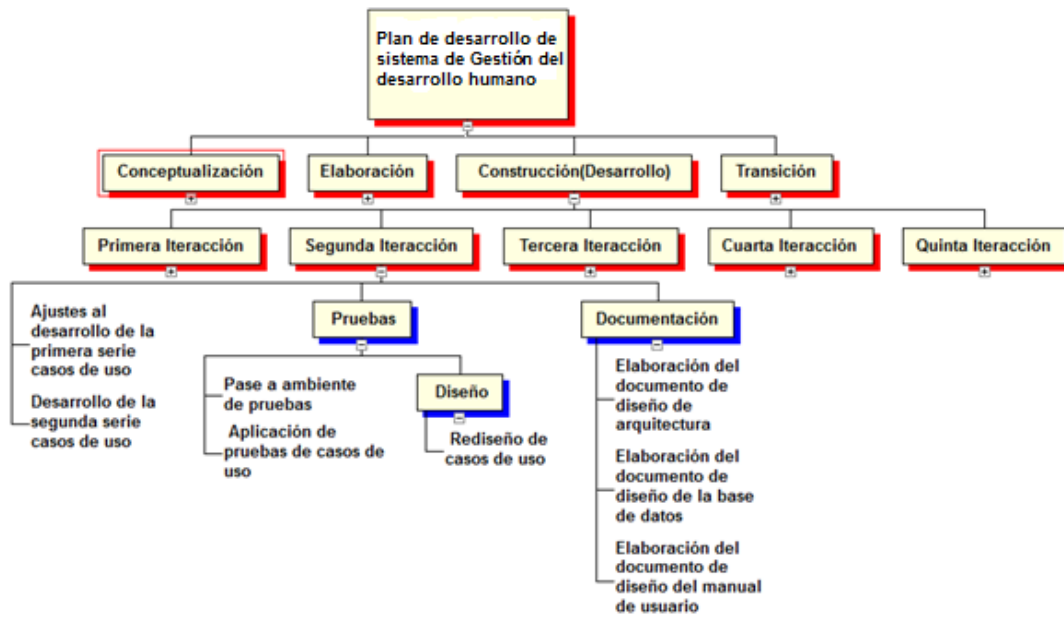 Plan de desarrollo de
sistema de Gestión del
desarrollo humano
Conceptualización
Elaboración
Construcción(Desarrollo)
Transición
Primera Iteracción
Segunda Iteracción
Tercera Iteracción
Cuarta Iteracción
Quinta Iteracción
Ajustes al
desarrollo de la
primera serie
casos de uso
Desarrollo de la
segunda serie
casos de uso
Pruebas
Pase a ambiente
de pruebas
Aplicación de
pruebas de casos de
uso
Diseño
Rediseño de
casos de uso
Documentación
Elaboración del
documento de
diseño de
arquitectura
Elaboración del
documento de
diseño de la base
de datos
Elaboración del
documento de
diseño del manual
de usuario